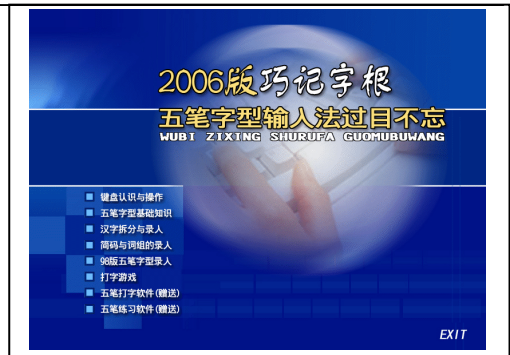 2006版巧记字根
五笔字型输入法过目不忘
WUBI ZIXING SHURUFA GUOMUBUWANG
键盘认识与操作
五笔字型基础知识
汉字拆分与录入
简码与词组的录入
98版五笔字型录入
打字游戏
五笔打字软件(赠送)
五笔练习软件(赠送)
EXIT